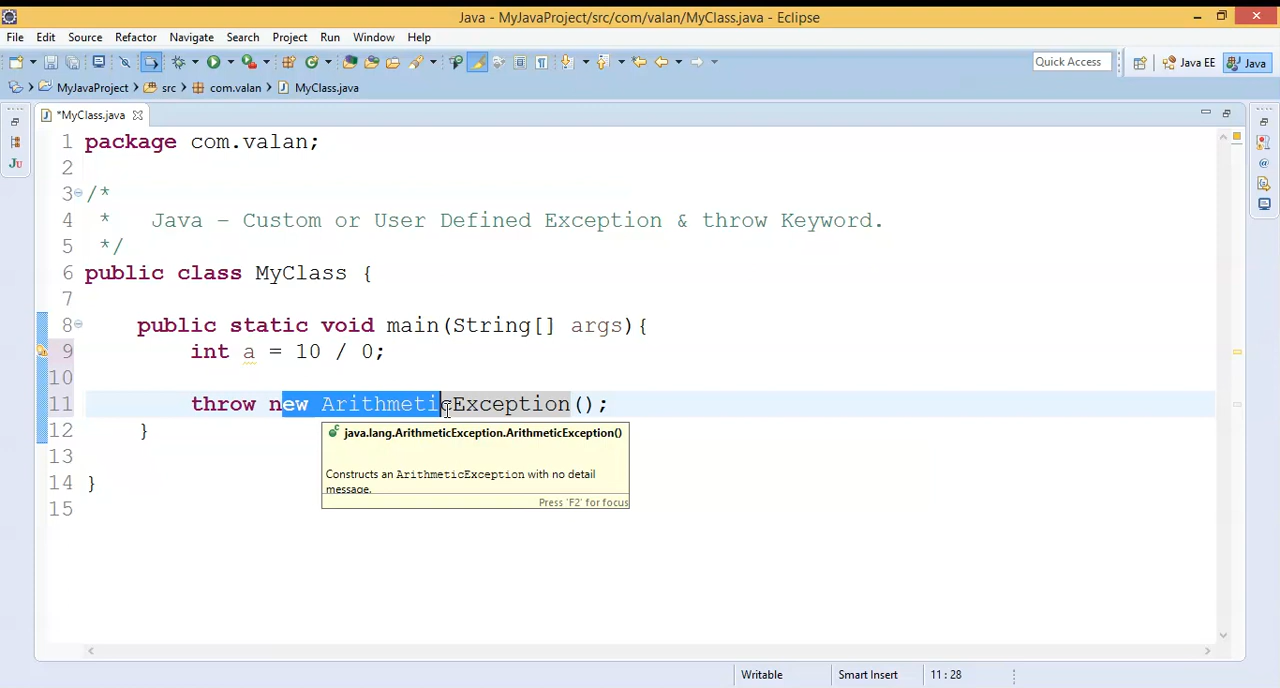 Java - MyJavaProject/src/com/valan/MyClass.java - Eclipse
File Edit Source Refactor Navigate Search Project Run Window Help
Quick Access Java EE Java
MyJavaProject src com.valan MyClass.java
*MyClass.java
1 package com.valan;
2
3 /*
4 * Java - Custom or User Defined Exception & throw Keyword.
5 */
6 public class MyClass {
7
8 public static void main(String[] args){
9 int a = 10 / 0;
10
11 throw new ArithmeticException();
12 }
java.lang.ArithmeticException.ArithmeticException()
13
Constructs an ArithmeticException with no detail
14 }
message.
Press 'F2' for focus
15
Writable Smart Insert 11 : 28